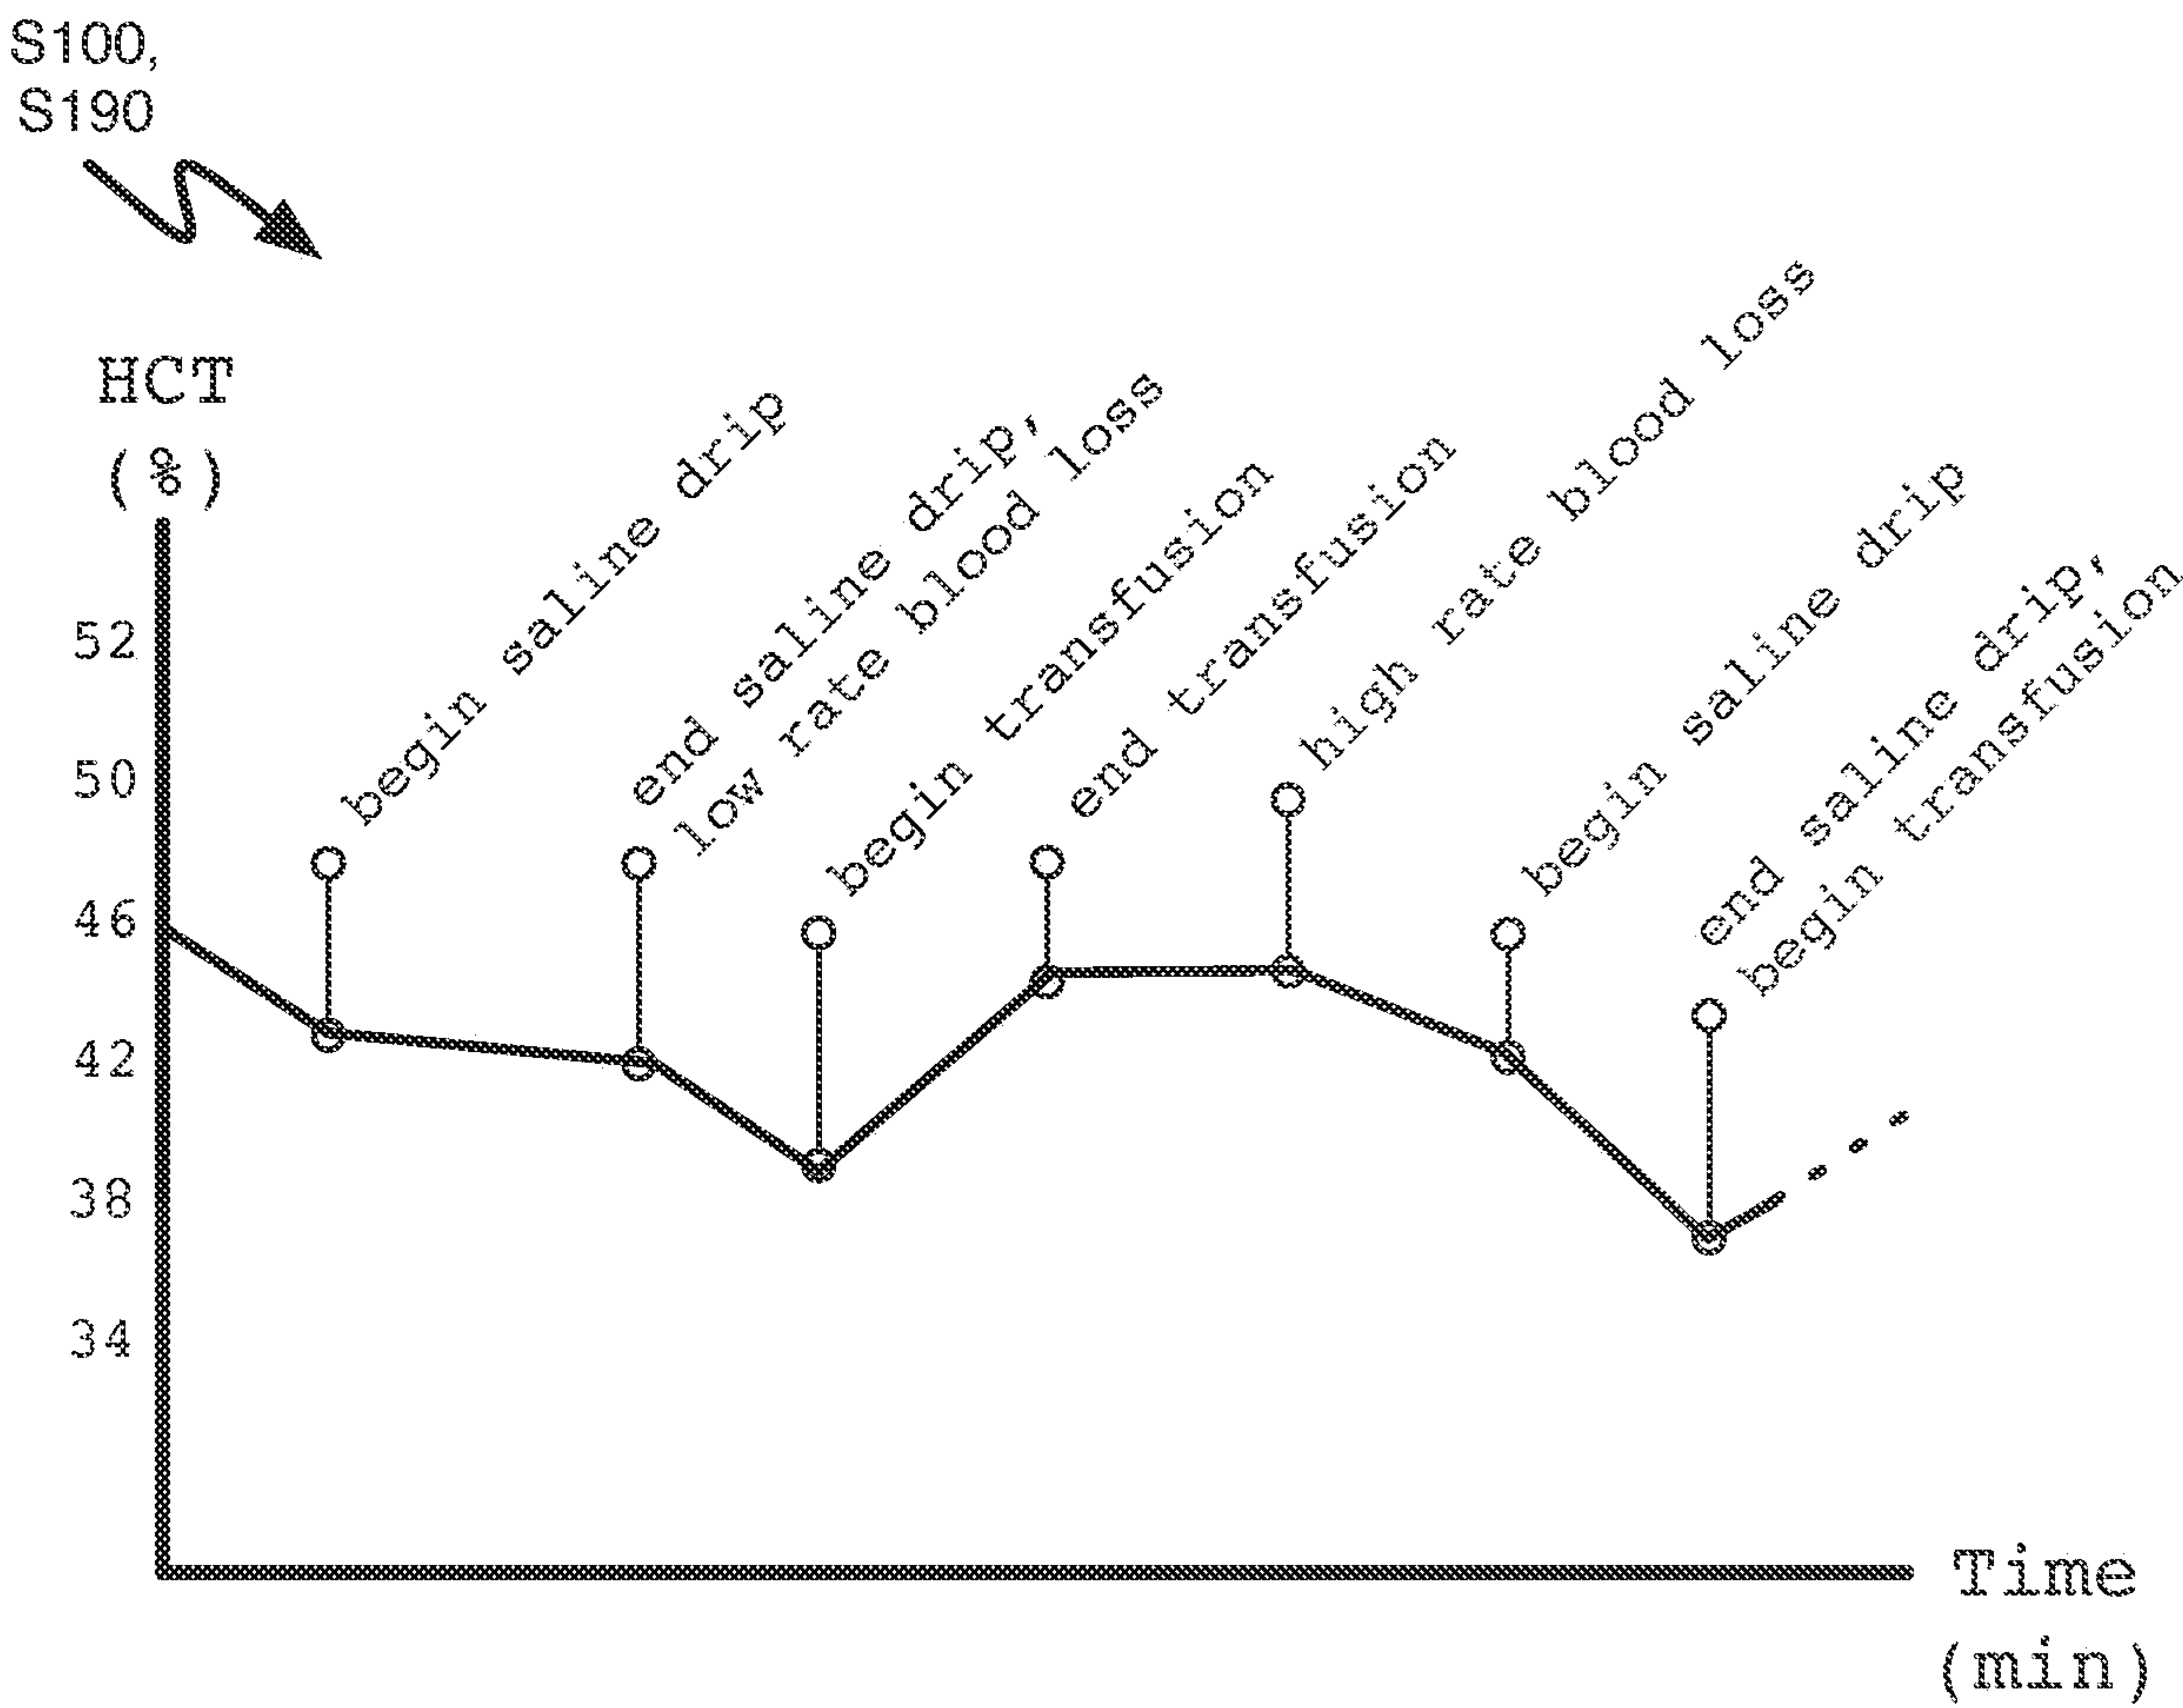 S100,
S190
HCT
(%)
52
50
46
42
38
34
begin saline drip
end saline drip,
low rate blood loss
begin transfusion
end transfusion
high rate blood loss
begin saline drip
end saline drip,
begin transfusion
Time
(min)